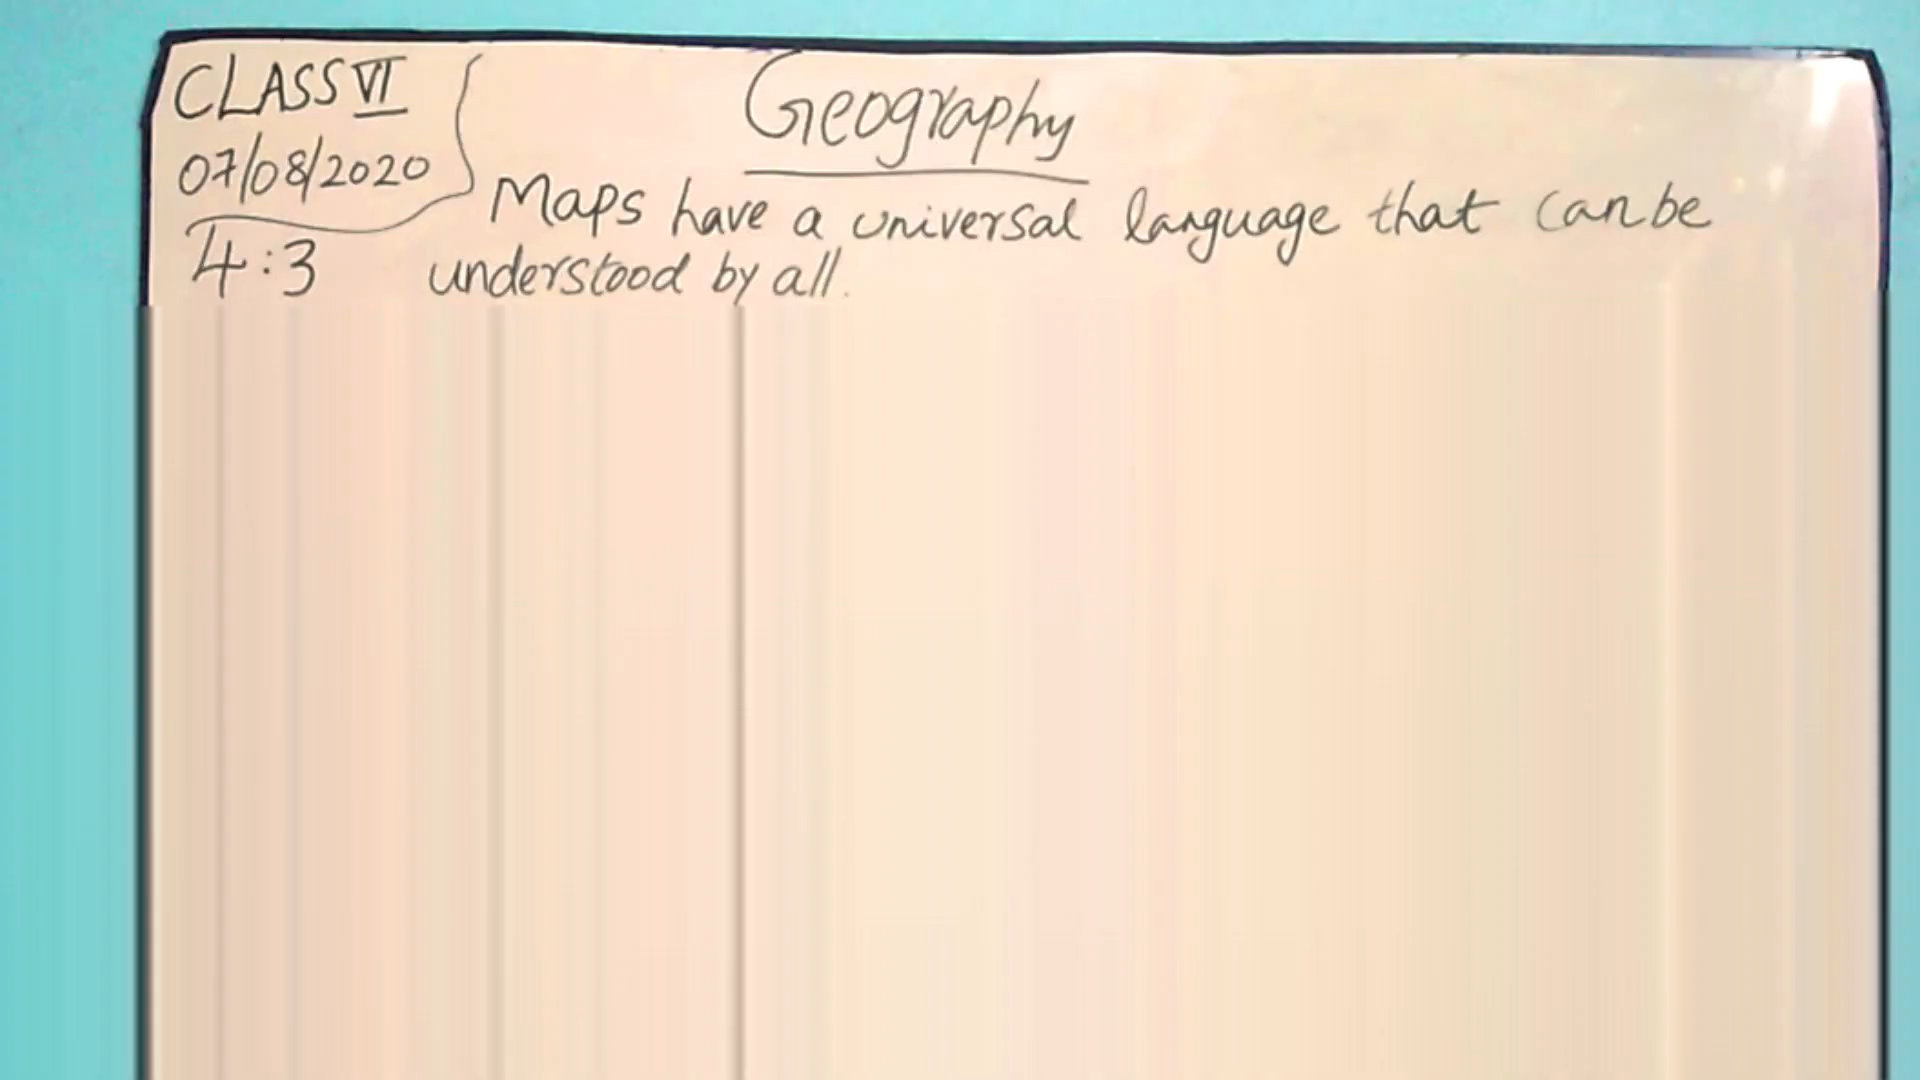 CLASS VI
Geography
07/08/2020
Maps have a universal language that can be
4:3 understood by all.